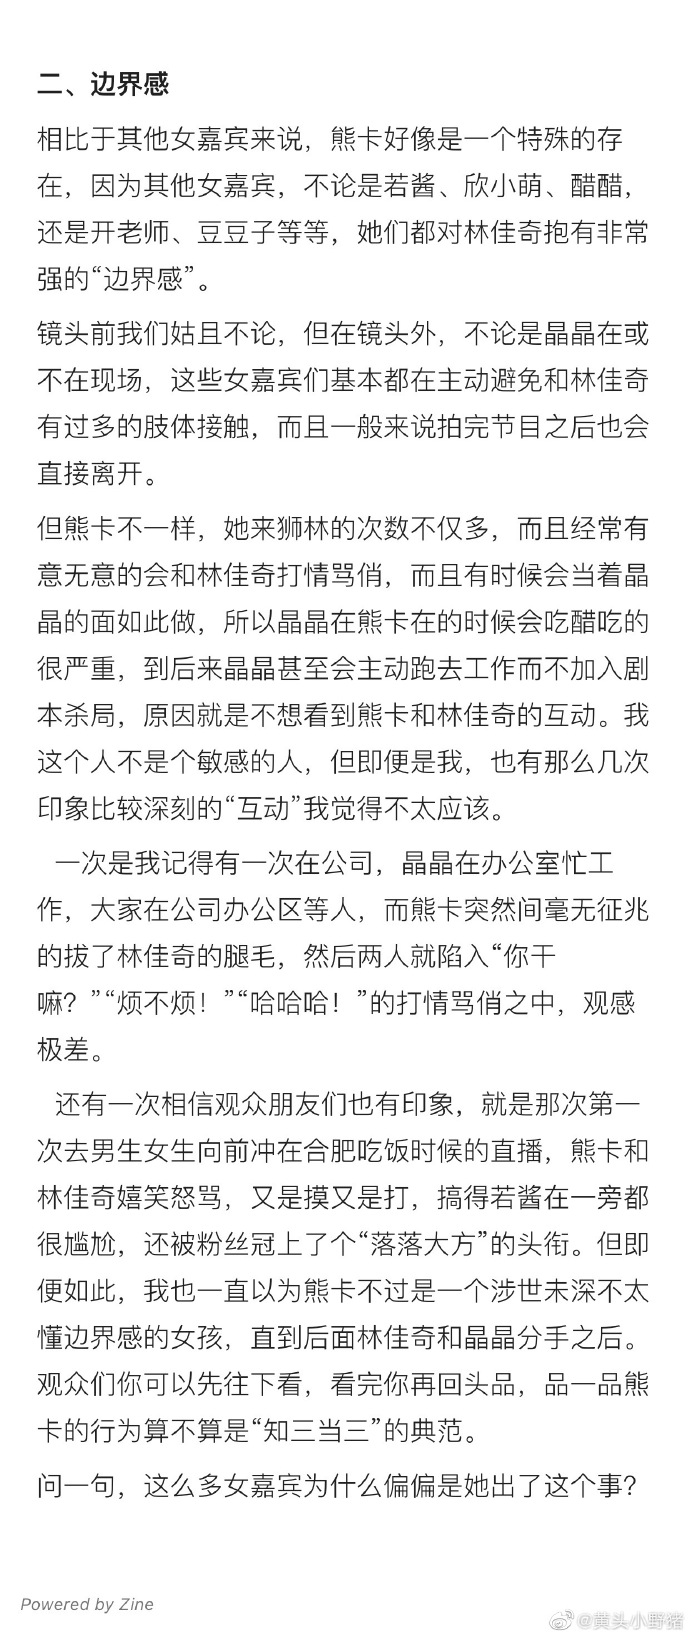 二、边界感
相比于其他女嘉宾来说，熊卡好像是一个特殊的存
在，因为其他女嘉宾，不论是若酱、欣小萌、醋醋，
还是开老师、豆豆子等等，她们都对林佳奇抱有非常
强的“边界感”。
镜头前我们姑且不论，但在镜头外，不论是晶晶在或
不在现场，这些女嘉宾们基本都在主动避免和林佳奇
有过多的肢体接触，而且一般来说拍完节目之后也会
直接离开。
但熊卡不一样，她来狮林的次数不仅多，而且经常有
意无意的会和林佳奇打情骂俏，而且有时候会当着晶
晶的面如此做，所以晶晶在熊卡在的时候会吃醋吃的
很严重，到后来晶晶甚至会主动跑去工作而不加入剧
本杀局，原因就是不想看到熊卡和林佳奇的互动。我
这个人不是个敏感的人，但即便是我，也有那么几次
印象比较深刻的“互动”我觉得不太应该。
一次是我记得有一次在公司，晶晶在办公室忙工
作，大家在公司办公区等人，而熊卡突然间毫无征兆
的拔了林佳奇的腿毛，然后两人就陷入“你干
嘛？”“烦不烦！”“哈哈哈！”的打情骂俏之中，观感
极差。
还有一次相信观众朋友们也有印象，就是那次第一
次去男生女生向前冲在合肥吃饭时候的直播，熊卡和
林佳奇嬉笑怒骂，又是摸又是打，搞得若酱在一旁都
很尴尬，还被粉丝冠上了个“落落大方”的头衔。但即
便如此，我也一直以为熊卡不过是一个涉世未深不太
懂边界感的女孩，直到后面林佳奇和晶晶分手之后。
观众们你可以先往下看，看完你再回头品，品一品熊
卡的行为算不算是“知三当三”的典范。
问一句，这么多女嘉宾为什么偏偏是她出了这个事？
Powered by Zine
@黄头小野猪